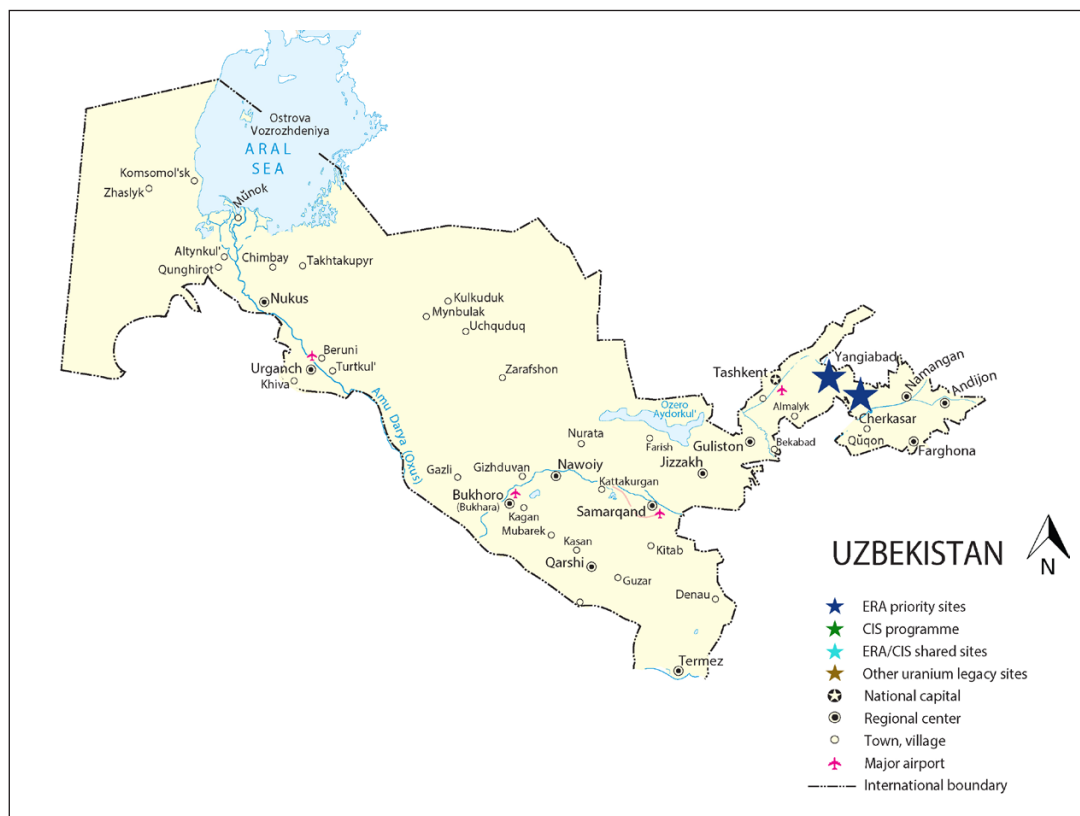 Ostrova
Vozrozhdeniya
ARAL
SEA
Komsomol'sk
Zhaslyk
Mŭnok
Altynkul'
Chimbay
Takhtakupyr
Qunghirot
Nukus
Kulkuduk
Mynbulak
Uchquduq
Beruni
Urganch
Turtkul'
Khiva
Zarafshon
Amu Darya (Oxus)
Yangiabad
Tashkent
Namangan
Andijon
Almalyk
Ozero
Aydorkul'
Cherkasar
Nurata
Farish
Guliston
Bekabad
Qŭqon
Farghona
Gazli
Gizhduvan
Nawoiy
Jizzakh
Kattakurgan
Bukhoro
(Bukhara)
Kagan
Samarqand
Mubarek
Kasan
Kitab
Qarshi
Guzar
Denau
Termez
UZBEKISTAN
N
ERA priority sites
CIS programme
ERA/CIS shared sites
Other uranium legacy sites
National capital
Regional center
Town, village
Major airport
International boundary